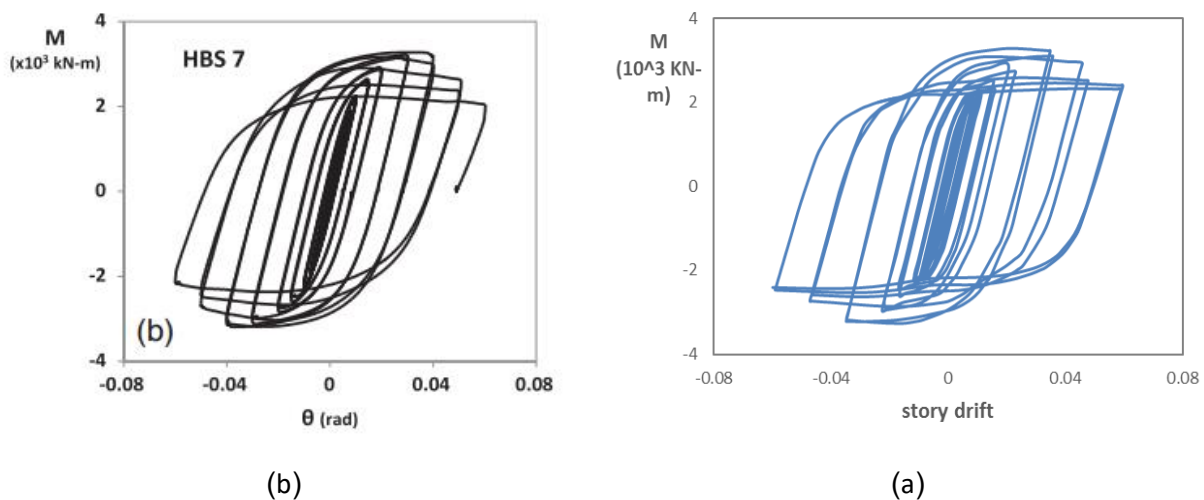 4
M
(x10³ kN-m)
HBS 7
2
0
-2
(b)
-4
-0.08
-0.04
0
0.04
0.08
θ (rad)
(b)
4
M
(10^3 KN-
m)
2
0
-2
-4
-0.08
-0.04
0
0.04
0.08
story drift
(a)